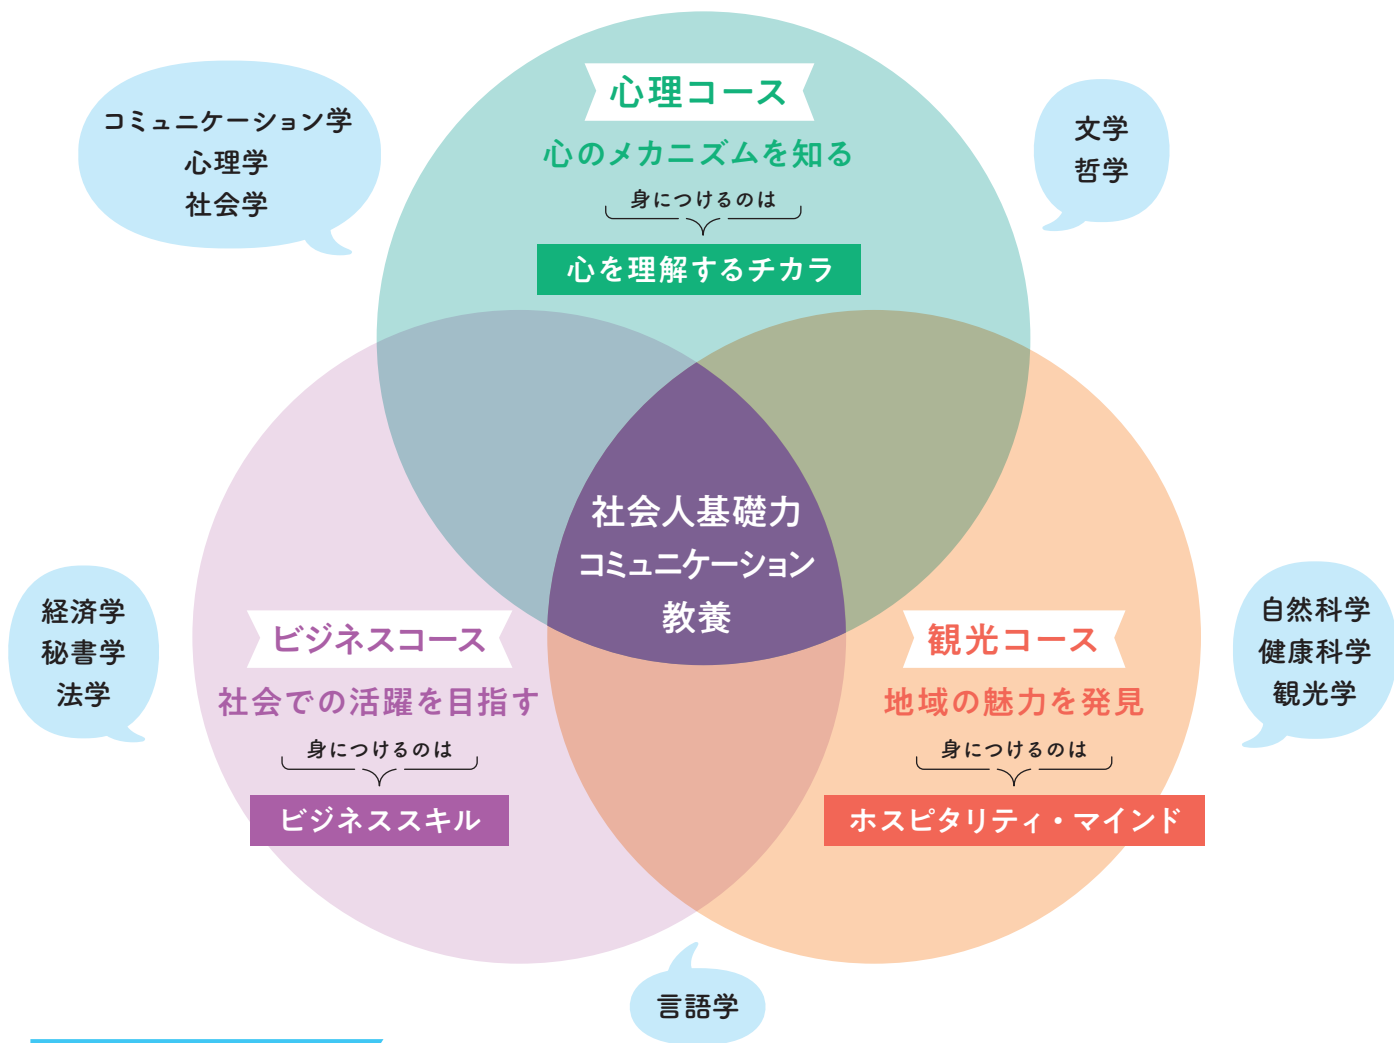 心理コース
心のメカニズムを知る
身につけるのは
心を理解するチカラ
コミュニケーション学
心理学
社会学
文学
哲学
社会人基礎力
コミュニケーション
教養
経済学
秘書学
法学
ビジネスコース
社会での活躍を目指す
身につけるのは
ビジネススキル
観光コース
地域の魅力を発見
身につけるのは
ホスピタリティ・マインド
自然科学
健康科学
観光学
言語学